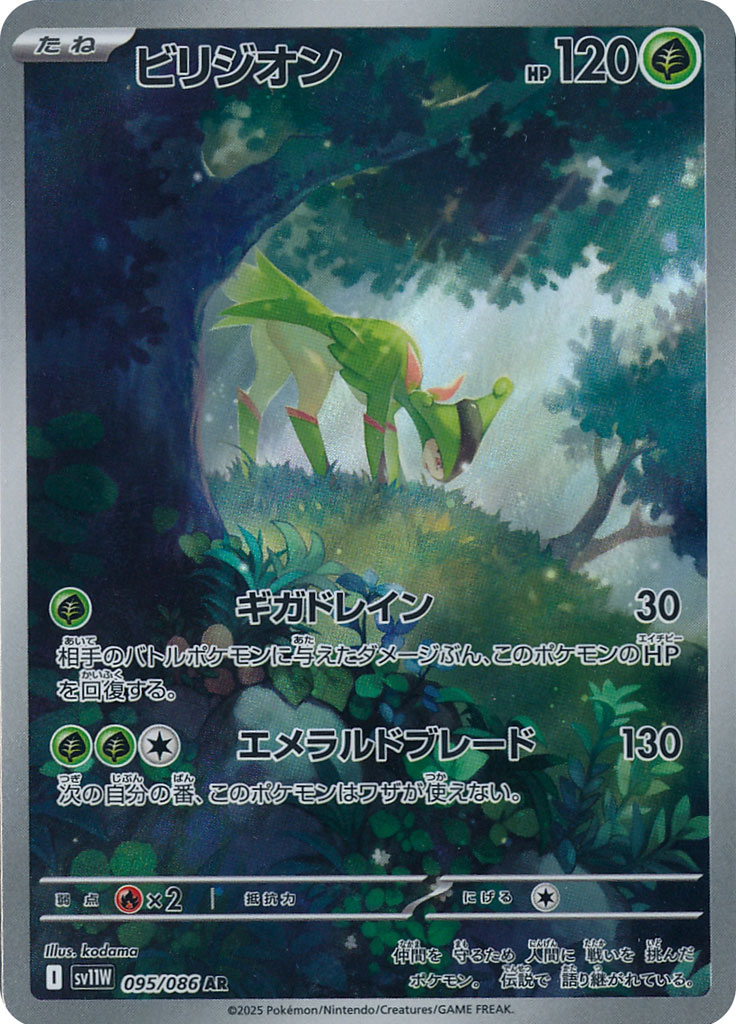 たね ビリジオン HP 120
ギガドレイン 30
相手のバトルポケモンに与えたダメージぶん、このポケモンのHP
を回復する。
エメラルドブレード 130
次の自分の番、このポケモンはワザが使えない。
弱点 ×2 抵抗力 にげる
Illus. kodama
仲間を守るため人間に戦いを挑んだ
ポケモン。伝説で語り継がれている。
I sv11W 095/086 AR
©2025 Pokémon/Nintendo/Creatures/GAME FREAK.